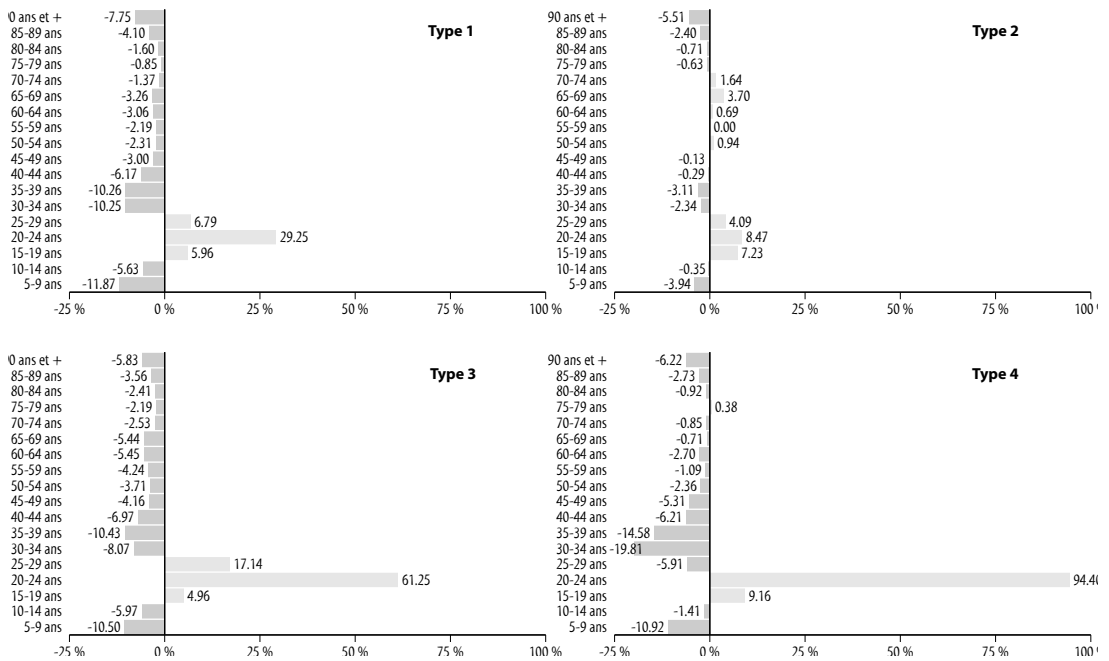 0 ans et + -7.75
85-89 ans -4.10
80-84 ans -1.60
75-79 ans -0.85
70-74 ans -1.37
65-69 ans -3.26
60-64 ans -3.06
55-59 ans -2.19
50-54 ans -2.31
45-49 ans -3.00
40-44 ans -6.17
35-39 ans -10.26
30-34 ans -10.25
25-29 ans 6.79
20-24 ans 29.25
15-19 ans 5.96
10-14 ans -5.63
5-9 ans -11.87
-25 % 0 % 25 % 50 % 75 % 100 %
Type 1
90 ans et + -5.51
85-89 ans -2.40
80-84 ans -0.71
75-79 ans -0.63
70-74 ans 1.64
65-69 ans 3.70
60-64 ans 0.69
55-59 ans 0.00
50-54 ans 0.94
45-49 ans -0.13
40-44 ans -0.29
35-39 ans -3.11
30-34 ans -2.34
25-29 ans 4.09
20-24 ans 8.47
15-19 ans 7.23
10-14 ans -0.35
5-9 ans -3.94
-25 % 0 % 25 % 50 % 75 % 100 %
Type 2
0 ans et + -5.83
85-89 ans -3.56
80-84 ans -2.41
75-79 ans -2.19
70-74 ans -2.53
65-69 ans -5.44
60-64 ans -5.45
55-59 ans -4.24
50-54 ans -3.71
45-49 ans -4.16
40-44 ans -6.97
35-39 ans -10.43
30-34 ans -8.07
25-29 ans 17.14
20-24 ans 61.25
15-19 ans 4.96
10-14 ans -5.97
5-9 ans -10.50
-25 % 0 % 25 % 50 % 75 % 100 %
Type 3
90 ans et + -6.22
85-89 ans -2.73
80-84 ans -0.92
75-79 ans 0.38
70-74 ans -0.85
65-69 ans -0.71
60-64 ans -2.70
55-59 ans -1.09
50-54 ans -2.36
45-49 ans -5.31
40-44 ans -6.21
35-39 ans -14.58
30-34 ans -19.81
25-29 ans -5.91
20-24 ans 94.40
15-19 ans 9.16
10-14 ans -1.41
5-9 ans -10.92
-25 % 0 % 25 % 50 % 75 % 100 %
Type 4